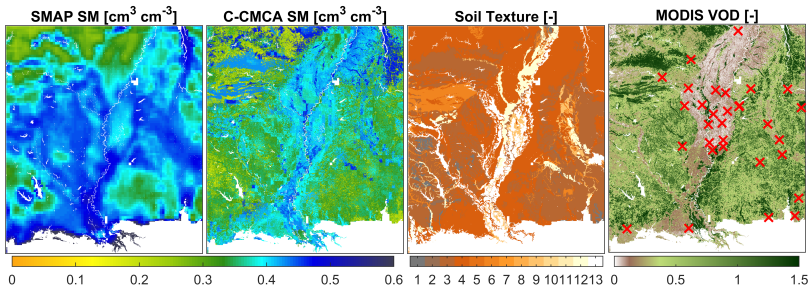 SMAP SM [cm³ cm⁻³] C-CMCA SM [cm³ cm⁻³] Soil Texture [-] MODIS VOD [-]
0 0.1 0.2 0.3 0.4 0.5 0.6 1 2 3 4 5 6 7 8 9 10 11 12 13 0 0.5 1 1.5